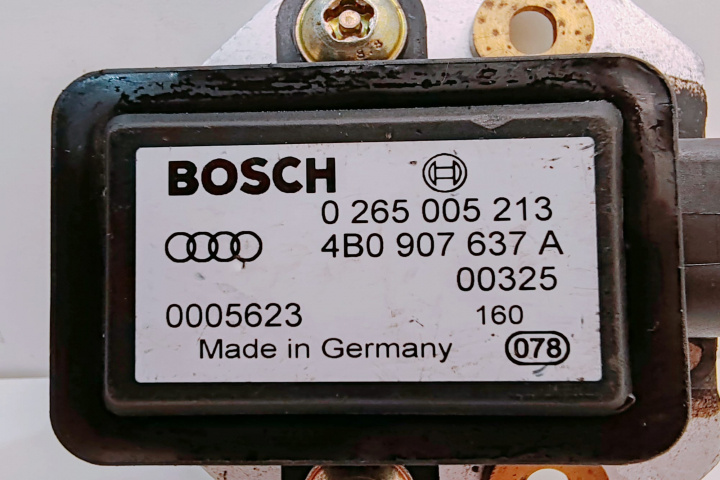 BOSCH
0 265 005 213
4B0 907 637 A
00325
0005623 160
Made in Germany 078